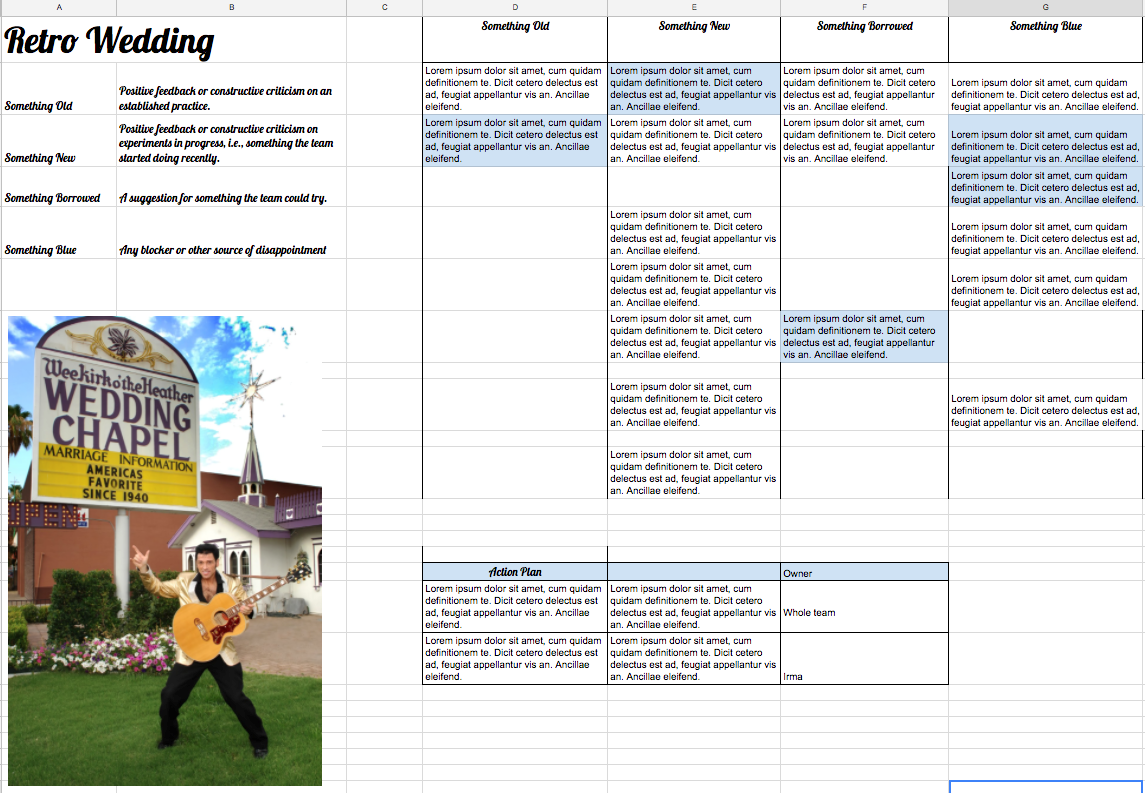 A B C D E F G
Retro Wedding
Something Old
Something New
Something Borrowed
Something Blue
Something Old
Positive feedback or constructive criticism on an
established practice.
Something New
Positive feedback or constructive criticism on
experiments in progress, i.e., something the team
started doing recently.
Something Borrowed
A suggestion for something the team could try.
Something Blue
Any blocker or other source of disappointment
Lorem ipsum dolor sit amet, cum quidam
definitionem te. Dicit cetero delectus est
ad, feugiat appellantur vis an. Ancillae
eleifend.
Lorem ipsum dolor sit amet, cum
quidam definitionem te. Dicit cetero
delectus est ad, feugiat appellantur vis
an. Ancillae eleifend.
Lorem ipsum dolor sit amet, cum
quidam definitionem te. Dicit cetero
delectus est ad, feugiat appellantur
vis an. Ancillae eleifend.
Lorem ipsum dolor sit amet, cum quidam
definitionem te. Dicit cetero delectus est ad,
feugiat appellantur vis an. Ancillae eleifend.
Lorem ipsum dolor sit amet, cum quidam
definitionem te. Dicit cetero delectus est
ad, feugiat appellantur vis an. Ancillae
eleifend.
Lorem ipsum dolor sit amet, cum
quidam definitionem te. Dicit cetero
delectus est ad, feugiat appellantur vis
an. Ancillae eleifend.
Lorem ipsum dolor sit amet, cum
quidam definitionem te. Dicit cetero
delectus est ad, feugiat appellantur
vis an. Ancillae eleifend.
Lorem ipsum dolor sit amet, cum quidam
definitionem te. Dicit cetero delectus est ad,
feugiat appellantur vis an. Ancillae eleifend.
Lorem ipsum dolor sit amet, cum quidam
definitionem te. Dicit cetero delectus est ad,
feugiat appellantur vis an. Ancillae eleifend.
Lorem ipsum dolor sit amet, cum
quidam definitionem te. Dicit cetero
delectus est ad, feugiat appellantur vis
an. Ancillae eleifend.
Lorem ipsum dolor sit amet, cum quidam
definitionem te. Dicit cetero delectus est ad,
feugiat appellantur vis an. Ancillae eleifend.
Lorem ipsum dolor sit amet, cum
quidam definitionem te. Dicit cetero
delectus est ad, feugiat appellantur vis
an. Ancillae eleifend.
Lorem ipsum dolor sit amet, cum quidam
definitionem te. Dicit cetero delectus est ad,
feugiat appellantur vis an. Ancillae eleifend.
Lorem ipsum dolor sit amet, cum
quidam definitionem te. Dicit cetero
delectus est ad, feugiat appellantur vis
an. Ancillae eleifend.
Lorem ipsum dolor sit amet, cum
quidam definitionem te. Dicit cetero
delectus est ad, feugiat appellantur
vis an. Ancillae eleifend.
Lorem ipsum dolor sit amet, cum
quidam definitionem te. Dicit cetero
delectus est ad, feugiat appellantur vis
an. Ancillae eleifend.
Lorem ipsum dolor sit amet, cum quidam
definitionem te. Dicit cetero delectus est ad,
feugiat appellantur vis an. Ancillae eleifend.
Lorem ipsum dolor sit amet, cum
quidam definitionem te. Dicit cetero
delectus est ad, feugiat appellantur vis
an. Ancillae eleifend.
Wee Kirk o' the Heather
WEDDING
CHAPEL
MARRIAGE INFORMATION
AMERICAS
FAVORITE
SINCE 1940
OPEN
Action Plan
Owner
Lorem ipsum dolor sit amet, cum quidam
definitionem te. Dicit cetero delectus est
ad, feugiat appellantur vis an. Ancillae
eleifend.
Lorem ipsum dolor sit amet, cum
quidam definitionem te. Dicit cetero
delectus est ad, feugiat appellantur vis
an. Ancillae eleifend.
Whole team
Lorem ipsum dolor sit amet, cum quidam
definitionem te. Dicit cetero delectus est
ad, feugiat appellantur vis an. Ancillae
eleifend.
Lorem ipsum dolor sit amet, cum
quidam definitionem te. Dicit cetero
delectus est ad, feugiat appellantur vis
an. Ancillae eleifend.
Irma